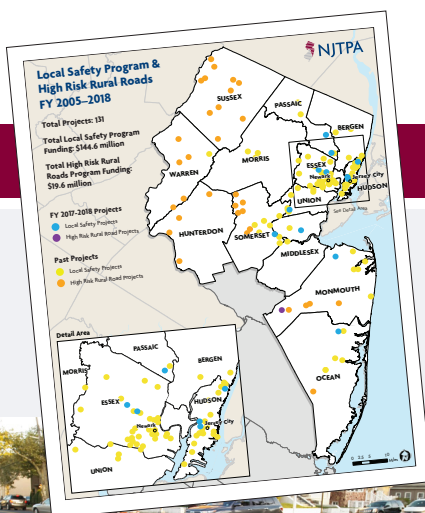 NJTPA
Local Safety Program &
High Risk Rural Roads
FY 2005–2018
Total Projects: 131
Total Local Safety Program
Funding: $144.6 million
Total High Risk Rural
Roads Program Funding:
$19.6 million
FY 2017-2018 Projects
Local Safety Projects
High Risk Rural Road Projects
Past Projects
Local Safety Projects
High Risk Rural Road Projects
SUSSEX
PASSAIC
BERGEN
WARREN
MORRIS
ESSEX
Newark
Jersey City
HUDSON
UNION
See Detail Area
HUNTERDON
SOMERSET
MIDDLESEX
MONMOUTH
OCEAN
Detail Area
PASSAIC
MORRIS
BERGEN
ESSEX
HUDSON
Newark
Jersey City
UNION